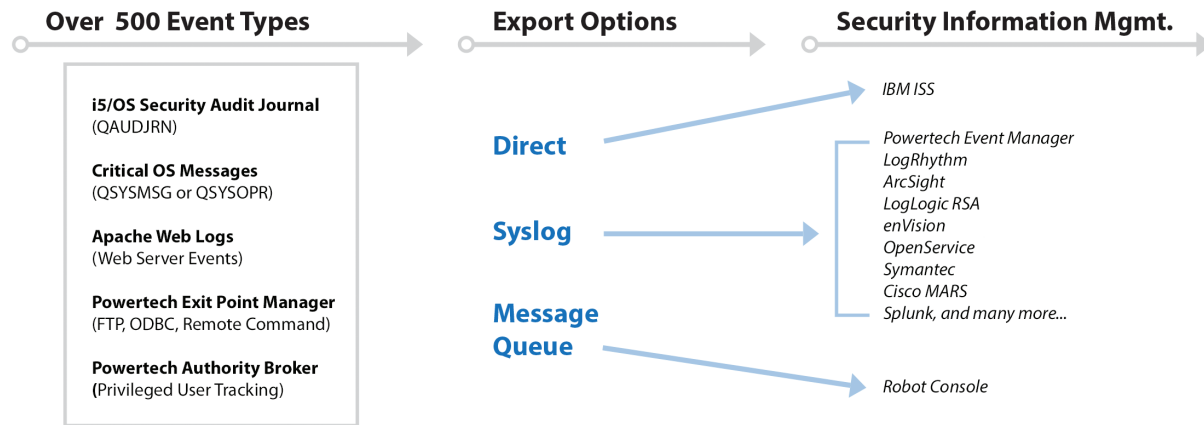 Over 500 Event Types
Export Options
Security Information Mgmt.
i5/OS Security Audit Journal
(QAUDJRN)
Critical OS Messages
(QSYSMSG or QSYSOPR)
Apache Web Logs
(Web Server Events)
Powertech Exit Point Manager
(FTP, ODBC, Remote Command)
Powertech Authority Broker
(Privileged User Tracking)
Direct
Syslog
Message
Queue
IBM ISS
Powertech Event Manager
LogRhythm
ArcSight
LogLogic RSA
enVision
OpenService
Symantec
Cisco MARS
Splunk, and many more...
Robot Console